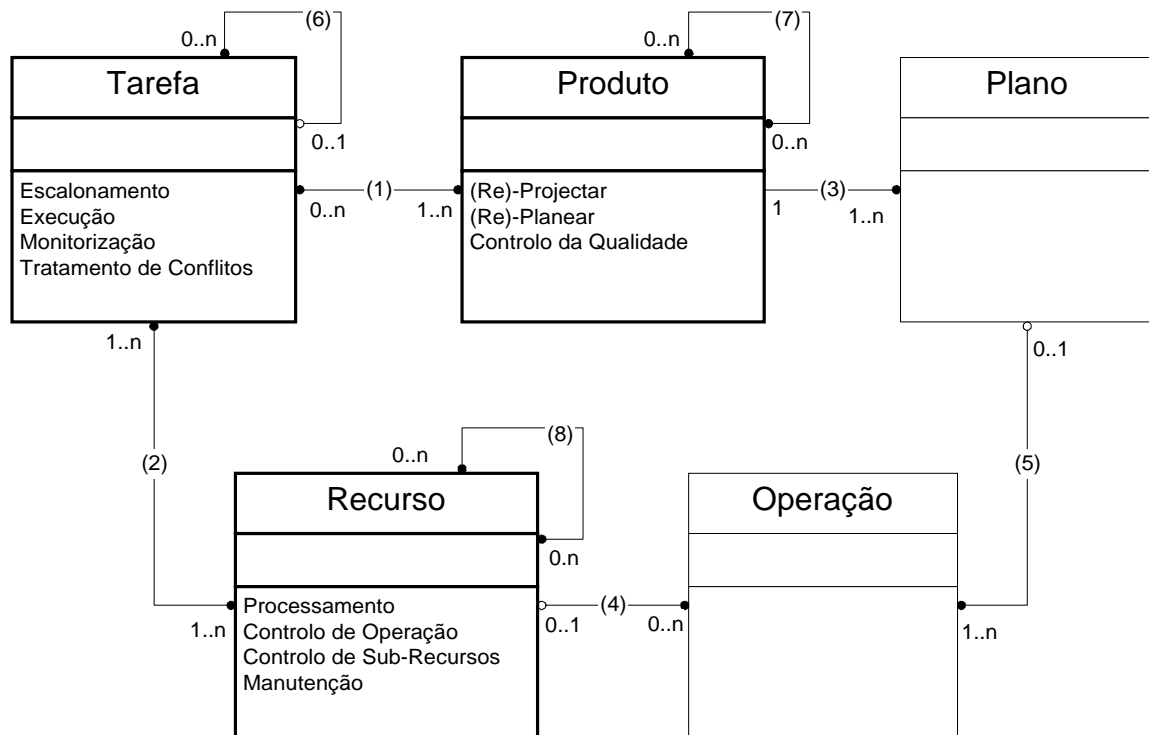 (6)
(7)
0..n
0..n
Tarefa
Produto
Plano
0..1
0..n
Escalonamento
Execução
Monitorização
Tratamento de Conflitos
(1)
0..n
1..n
(Re)-Projectar
(Re)-Planear
Controlo da Qualidade
(3)
1
1..n
1..n
0..1
(2)
(8)
0..n
(5)
Recurso
Operação
0.n
Processamento
Controlo de Operação
Controlo de Sub-Recursos
Manutenção
1..n
(4)
0..1
0..n
1..n